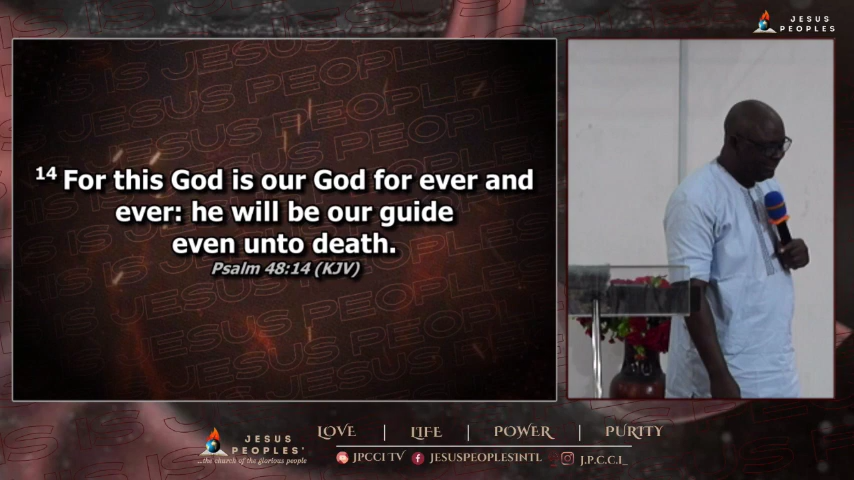 JESUS
PEOPLES
14 For this God is our God for ever and
ever: he will be our guide
even unto death.
Psalm 48:14 (KJV)
JESUS
PEOPLES'
...the church of the glorious people
LOVE | LIFE | POWER | PURITY
JPCCI TV JESUSPEOPLESINTL J.P.C.C.I_